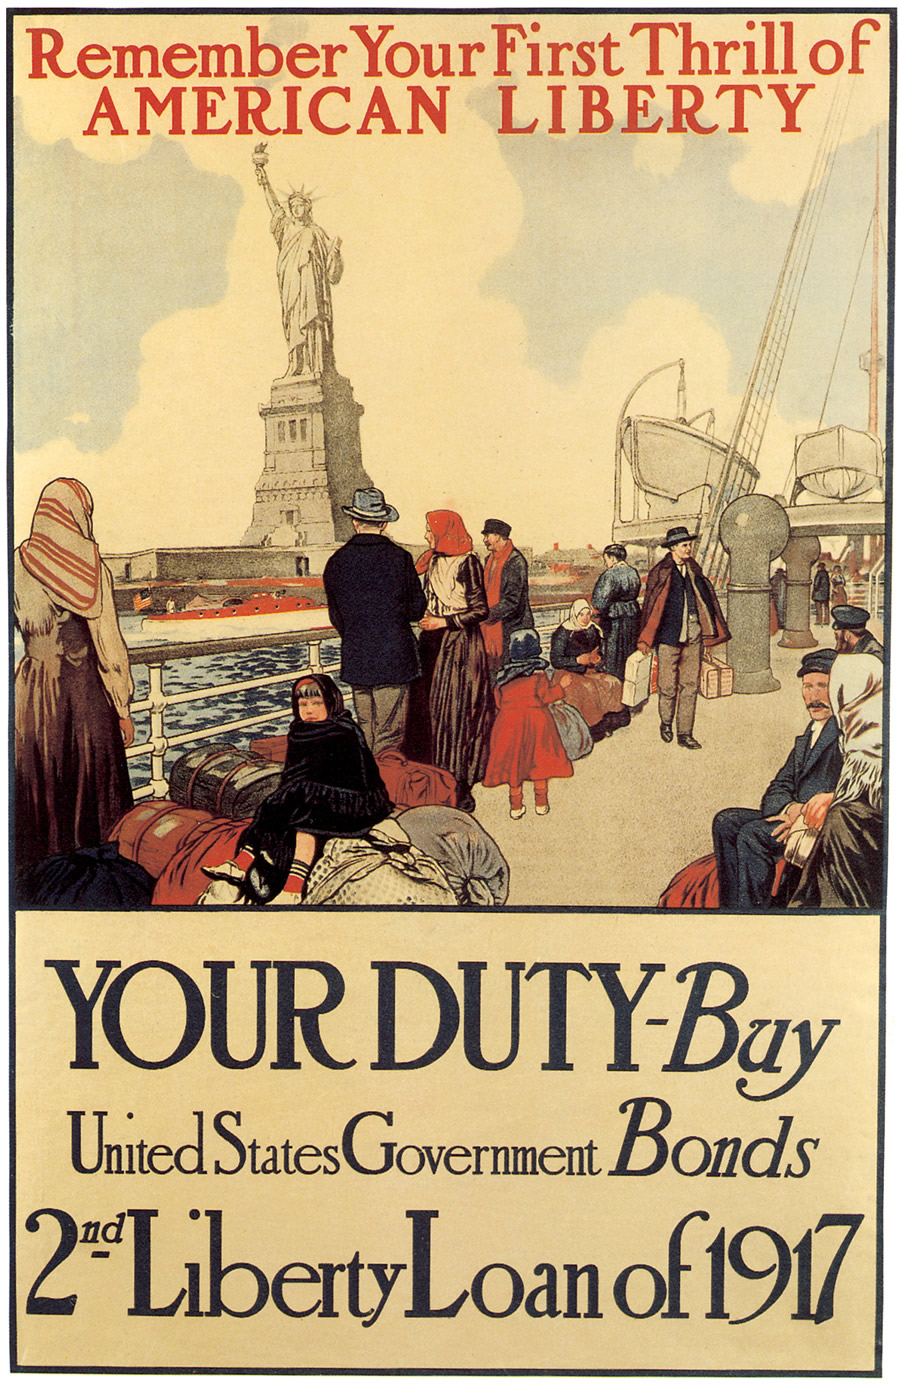 Remember Your First Thrill of
AMERICAN LIBERTY
YOUR DUTY-Buy
United States Government Bonds
2nd Liberty Loan of 1917